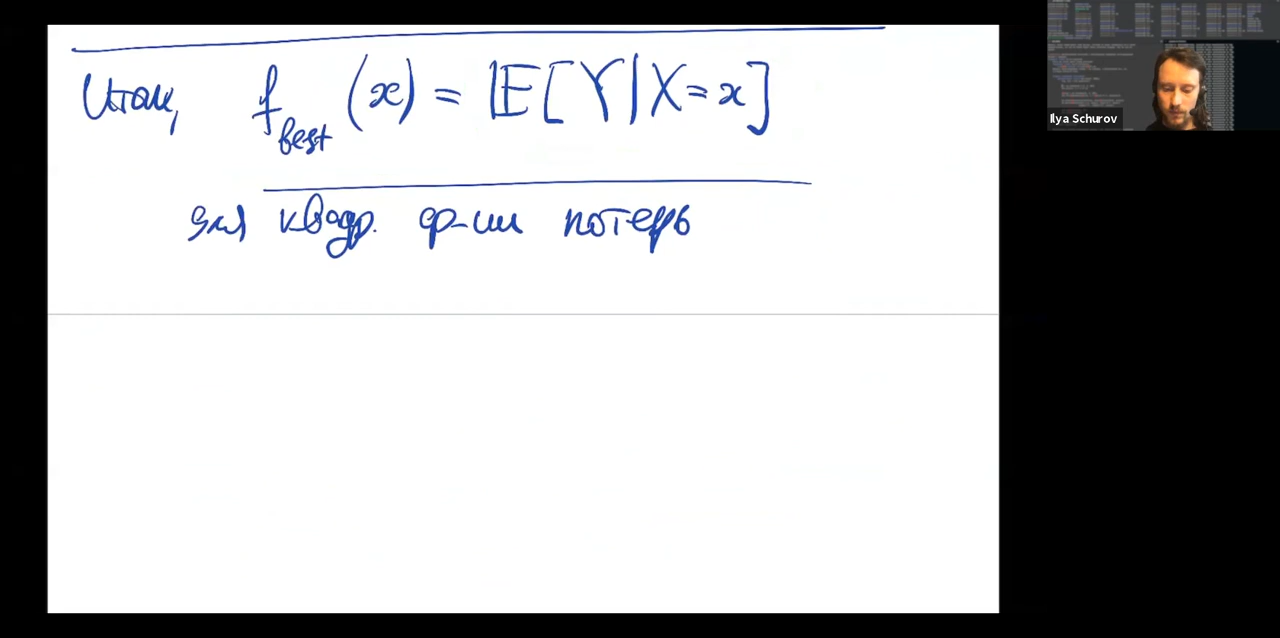 Итак, f_best (x) = 𝔼[Y|X=x]
для квадр. ф-ии потерь
Ilya Schurov